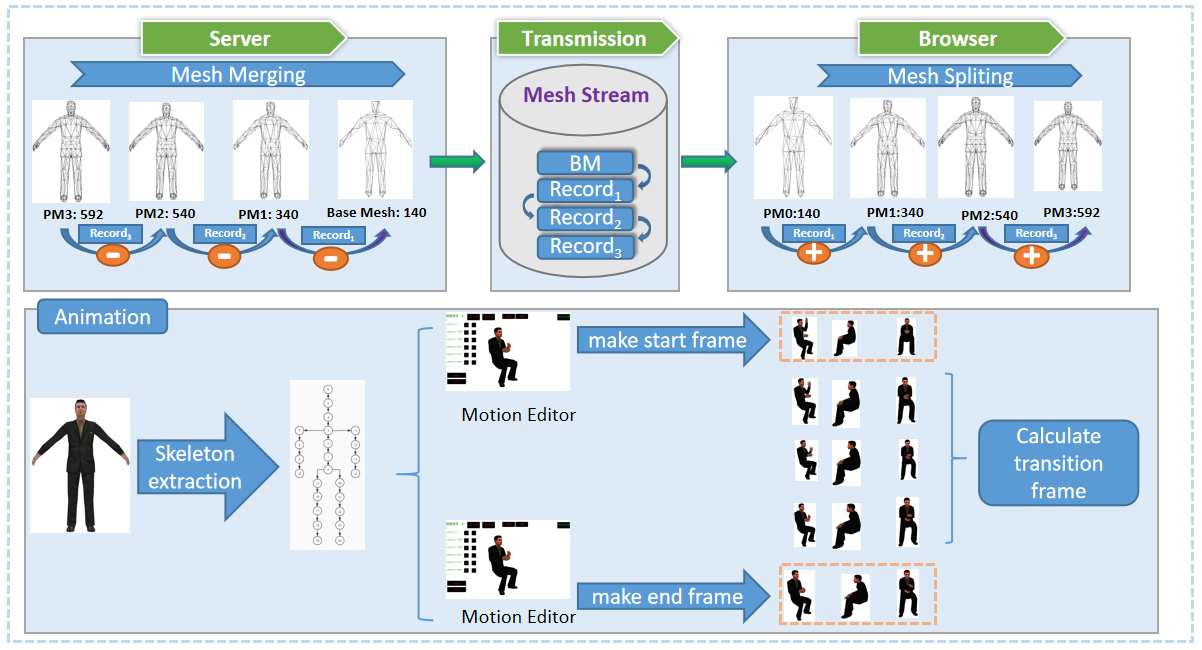 Server
Mesh Merging
PM3: 592
PM2: 540
PM1: 340
Base Mesh: 140
Record₃
Record₂
Record₁
Transmission
Mesh Stream
BM
Record₁
Record₂
Record₃
Browser
Mesh Spliting
PM0:140
PM1:340
PM2:540
PM3:592
Record₁
Record₂
Record₃
Animation
Skeleton
extraction
Motion Editor
make start frame
Calculate
transition
frame
Motion Editor
make end frame